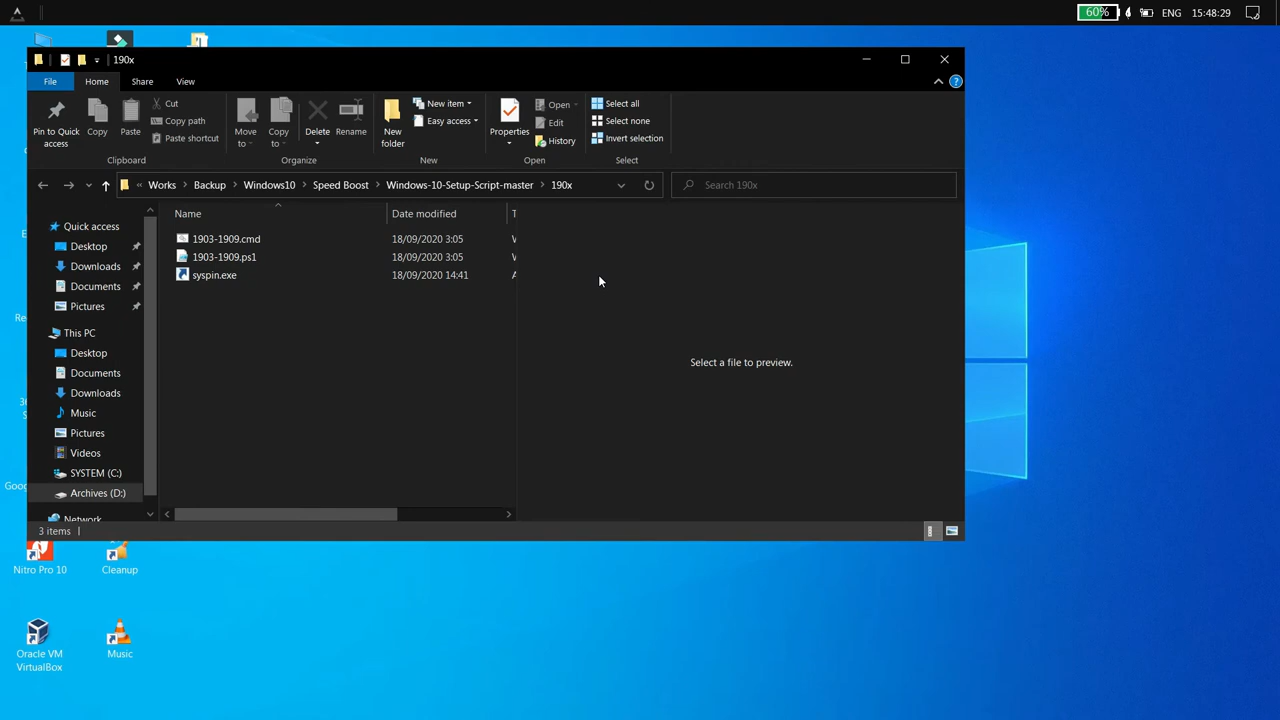 60%
ENG
15:48:29
190x
File
Home
Share
View
Pin to Quick access
Copy
Paste
Cut
Copy path
Paste shortcut
Move to
Copy to
Delete
Rename
New folder
New item
Easy access
Properties
Open
Edit
History
Select all
Select none
Invert selection
Clipboard
Organize
New
Open
Select
« Works > Backup > Windows10 > Speed Boost > Windows-10-Setup-Script-master > 190x
Search 190x
Name
Date modified
Quick access
Desktop
Downloads
Documents
Pictures
This PC
Desktop
Documents
Downloads
Music
Pictures
Videos
SYSTEM (C:)
Archives (D:)
Network
1903-1909.cmd 18/09/2020 3:05
1903-1909.ps1 18/09/2020 3:05
syspin.exe 18/09/2020 14:41
Select a file to preview.
3 items
Nitro Pro 10
Cleanup
Oracle VM
VirtualBox
Music